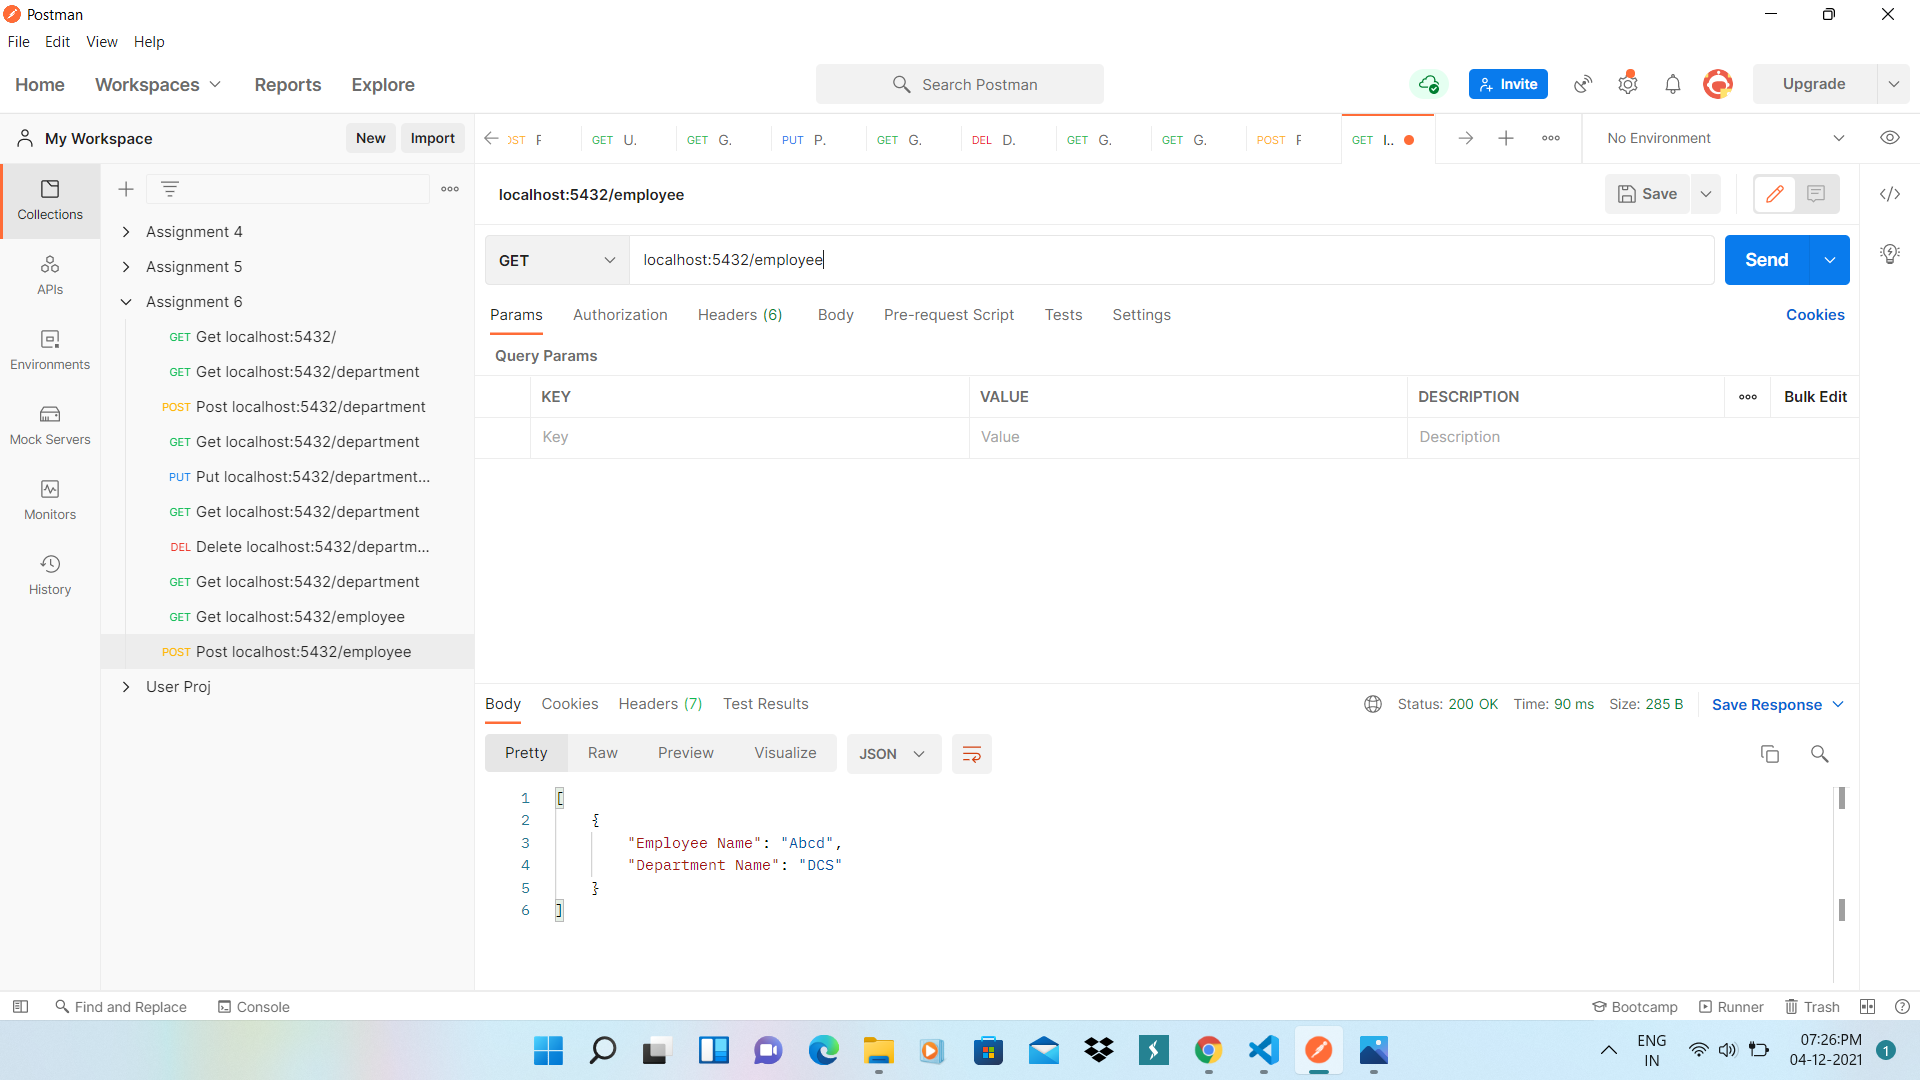 Postman
File Edit View Help
Home Workspaces Reports Explore Search Postman Invite Upgrade
My Workspace New Import
OST F GET U. GET G. PUT P. GET G. DEL D. GET G. GET G. POST F GET l.. No Environment
Collections
APIs
Environments
Mock Servers
Monitors
History
Assignment 4
Assignment 5
Assignment 6
GET Get localhost:5432/
GET Get localhost:5432/department
POST Post localhost:5432/department
GET Get localhost:5432/department
PUT Put localhost:5432/department...
GET Get localhost:5432/department
DEL Delete localhost:5432/departm...
GET Get localhost:5432/department
GET Get localhost:5432/employee
POST Post localhost:5432/employee
User Proj
localhost:5432/employee Save
GET localhost:5432/employee Send
Params Authorization Headers (6) Body Pre-request Script Tests Settings Cookies
Query Params
KEY VALUE DESCRIPTION Bulk Edit
Key Value Description
Body Cookies Headers (7) Test Results Status: 200 OK Time: 90 ms Size: 285 B Save Response
Pretty Raw Preview Visualize JSON
1 [
2 {
3 "Employee Name": "Abcd",
4 "Department Name": "DCS"
5 }
6 ]
Find and Replace Console Bootcamp Runner Trash
ENG
IN
07:26:PM
04-12-2021
1